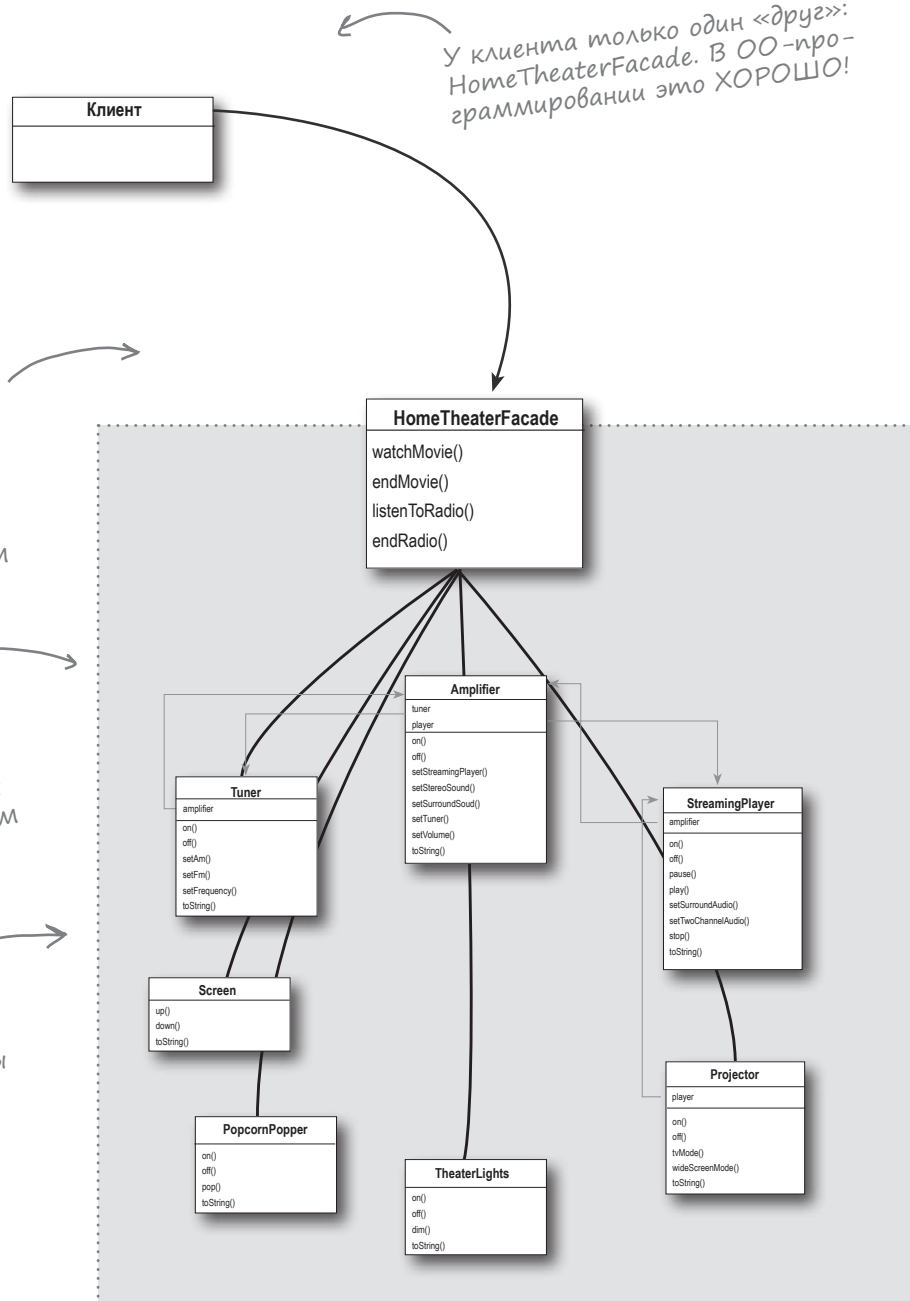 У клиента только один «друг»:
HomeTheaterFacade. В ОО-про-
граммировании это ХОРОШО!
Клиент
HomeTheaterFacade
watchMovie()
endMovie()
listenToRadio()
endRadio()
Amplifier
tuner
player
on()
off()
setStreamingPlayer()
setStereoSound()
setSurroundSoud()
setTuner()
setVolume()
toString()
Tuner
amplifier
on()
off()
setAm()
setFm()
setFrequency()
toString()
StreamingPlayer
amplifier
on()
off()
pause()
play()
setSurroundAudio()
setTwoChannelAudio()
stop()
toString()
Screen
up()
down()
toString()
PopcornPopper
on()
off()
pop()
toString()
TheaterLights
on()
off()
dim()
toString()
Projector
player
on()
off()
tvMode()
wideScreenMode()
toString()